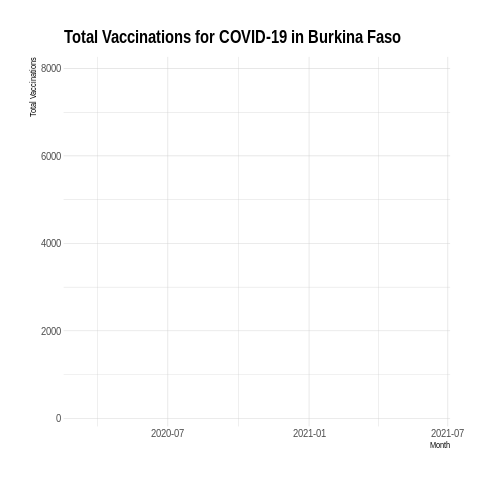 Total Vaccinations for COVID-19 in Burkina Faso
Total Vaccinations
8000
6000
4000
2000
0
2020-07
2021-01
2021-07
Month